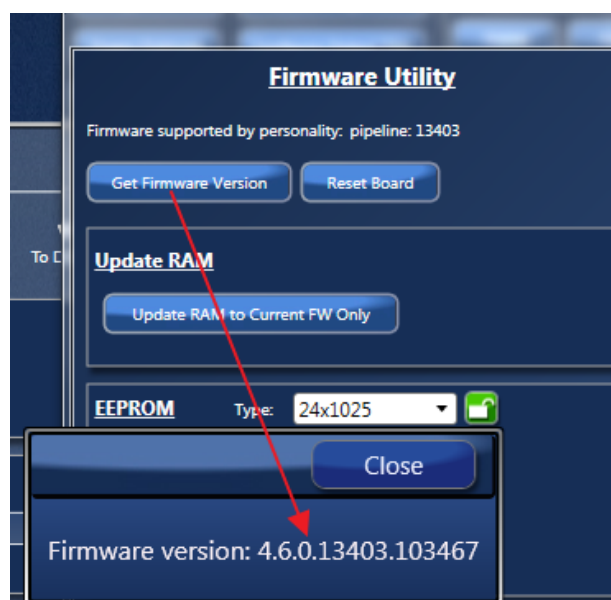 Firmware Utility
Firmware supported by personality: pipeline: 13403
Get Firmware Version
Reset Board
To D
Update RAM
Update RAM to Current FW Only
EEPROM
Type:
24x1025
Close
Firmware version: 4.6.0.13403.103467